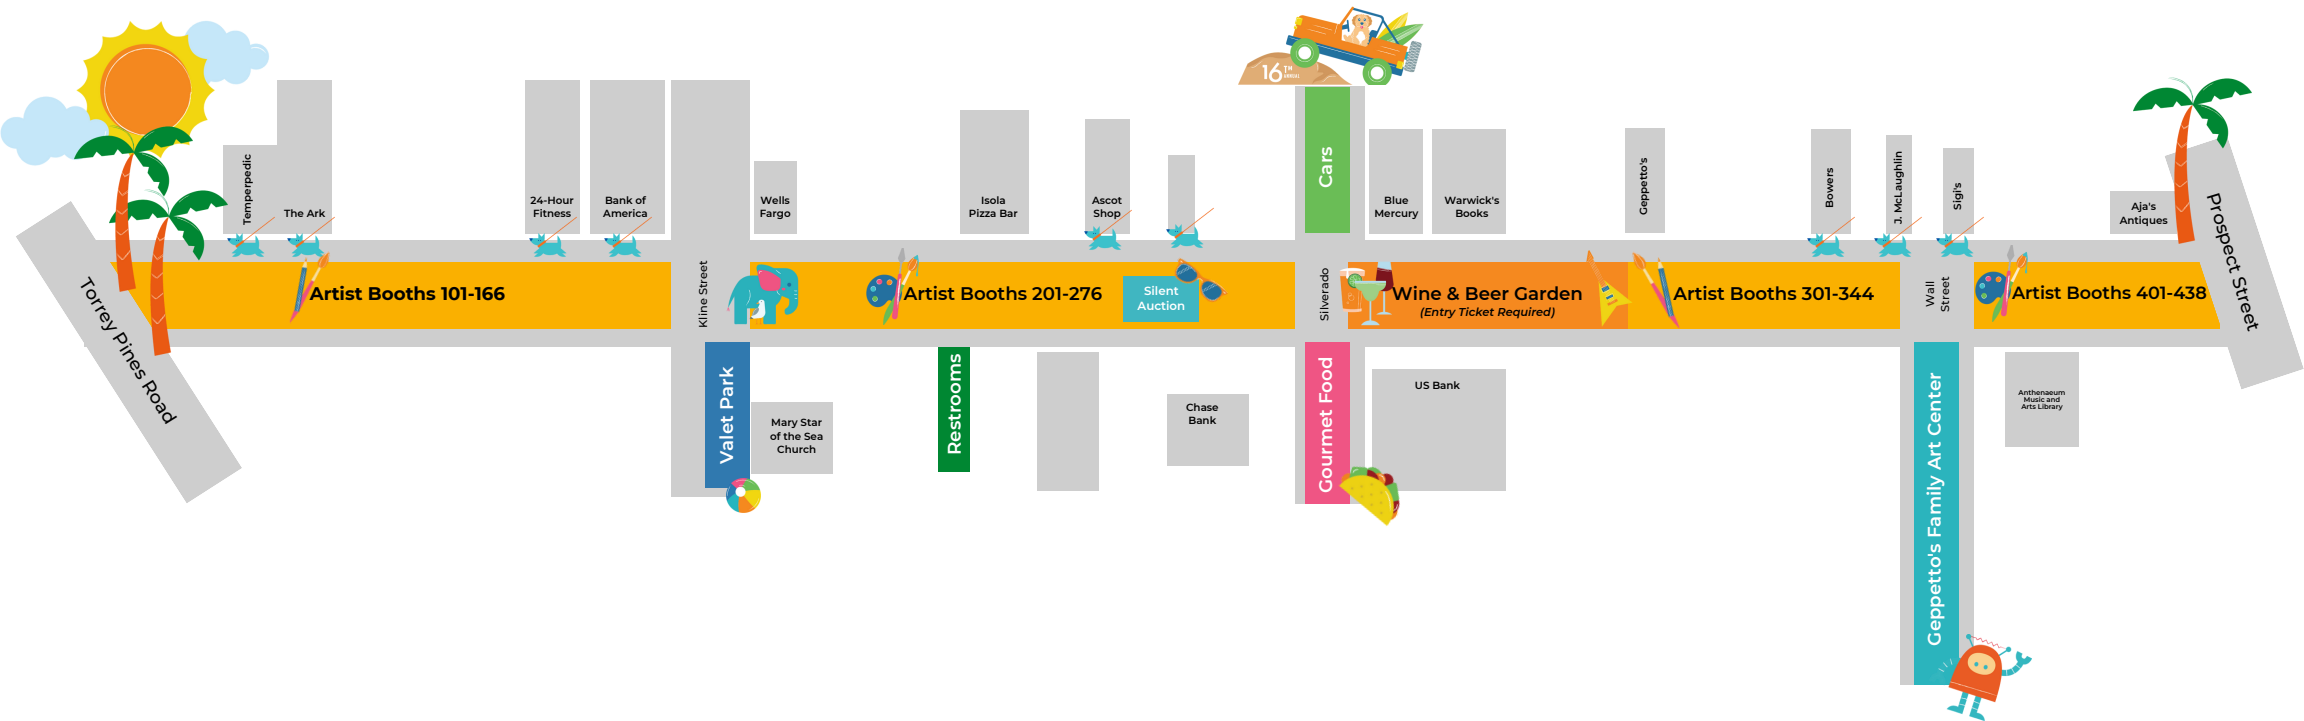 16TH
ANNUAL
Cars
Temperpedic
The Ark
24-Hour
Fitness
Bank of
America
Wells
Fargo
Isola
Pizza Bar
Ascot
Shop
Blue
Mercury
Warwick's
Books
Geppetto's
Bowers
J. McLaughlin
Sigi's
Aja's
Antiques
Torrey Pines Road
Artist Booths 101-166
Kline Street
Artist Booths 201-276
Silent
Auction
Silverado
Wine & Beer Garden
(Entry Ticket Required)
Artist Booths 301-344
Wall
Street
Artist Booths 401-438
Prospect Street
Valet Park
Mary Star
of the Sea
Church
Restrooms
Chase
Bank
Gourmet Food
US Bank
Geppetto's Family Art Center
Anthenaeum
Music and
Arts Library